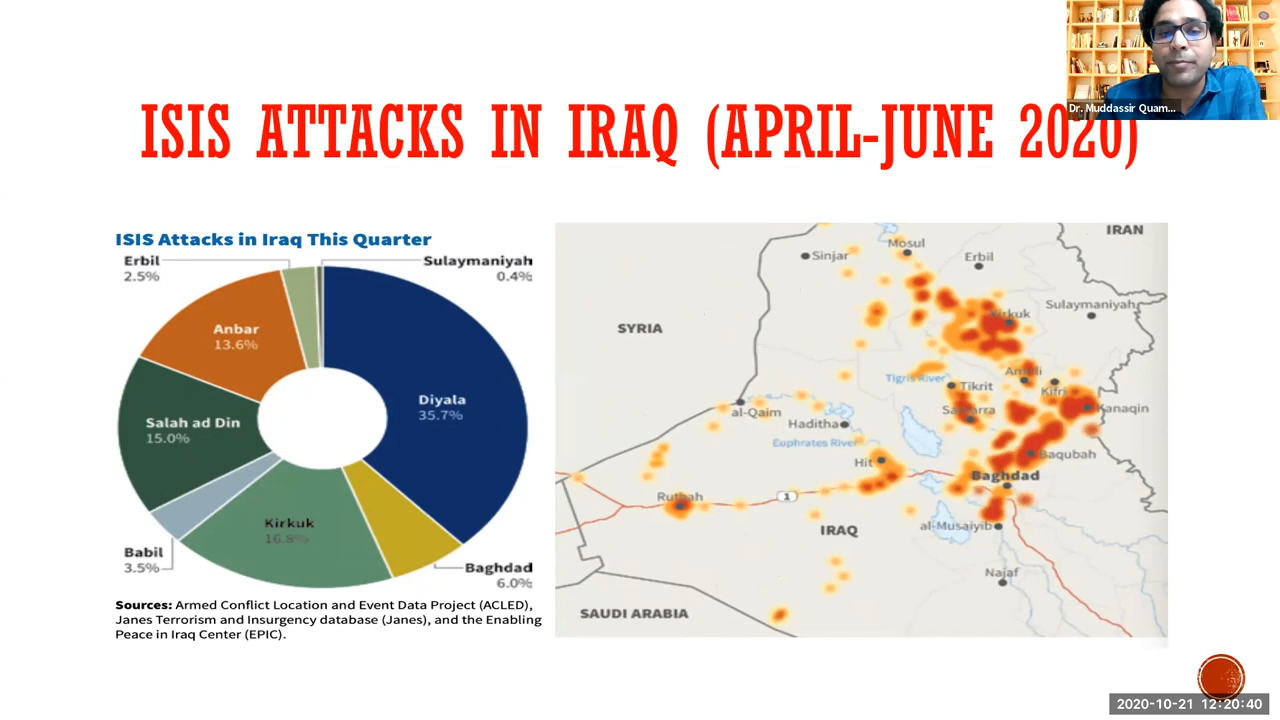 Dr. Muddassir Quam...
ISIS ATTACKS IN IRAQ (APRIL-JUNE 2020)
ISIS Attacks in Iraq This Quarter
Erbil
2.5%
Sulaymaniyah
0.4%
Anbar
13.6%
Diyala
35.7%
Salah ad Din
15.0%
Kirkuk
16.8%
Babil
3.5%
Baghdad
6.0%
Sources: Armed Conflict Location and Event Data Project (ACLED),
Janes Terrorism and Insurgency database (Janes), and the Enabling
Peace in Iraq Center (EPIC).
IRAN
Mosul
Sinjar
Erbil
Sulaymaniyah
Kirkuk
SYRIA
Tigris River
Tikrit
Amirli
Kifri
al-Qaim
Samarra
Kanaqin
Haditha
Euphrates River
Hit
Baqubah
Baghdad
Rutbah
1
IRAQ
al-Musaiyib
Najaf
SAUDI ARABIA
2020-10-21 12:20:40